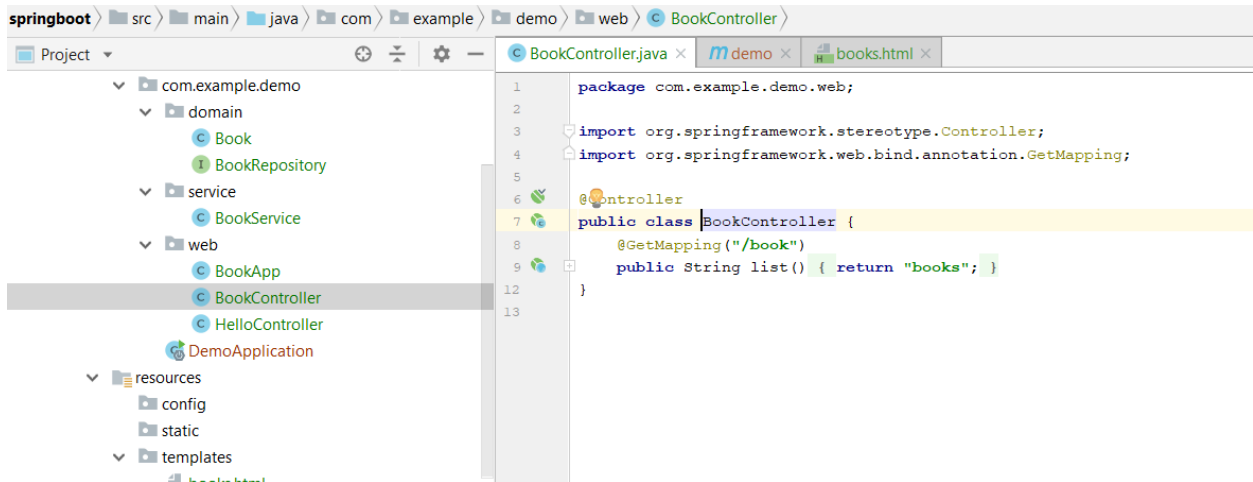 springboot src main java com example demo web BookController
Project
BookController.java demo books.html
com.example.demo
domain
Book
BookRepository
service
BookService
web
BookApp
BookController
HelloController
DemoApplication
resources
config
static
templates
1 package com.example.demo.web;
2
3 import org.springframework.stereotype.Controller;
4 import org.springframework.web.bind.annotation.GetMapping;
5
6 @Controller
7 public class BookController {
8 @GetMapping("/book")
9 public String list() { return "books"; }
12 }
13